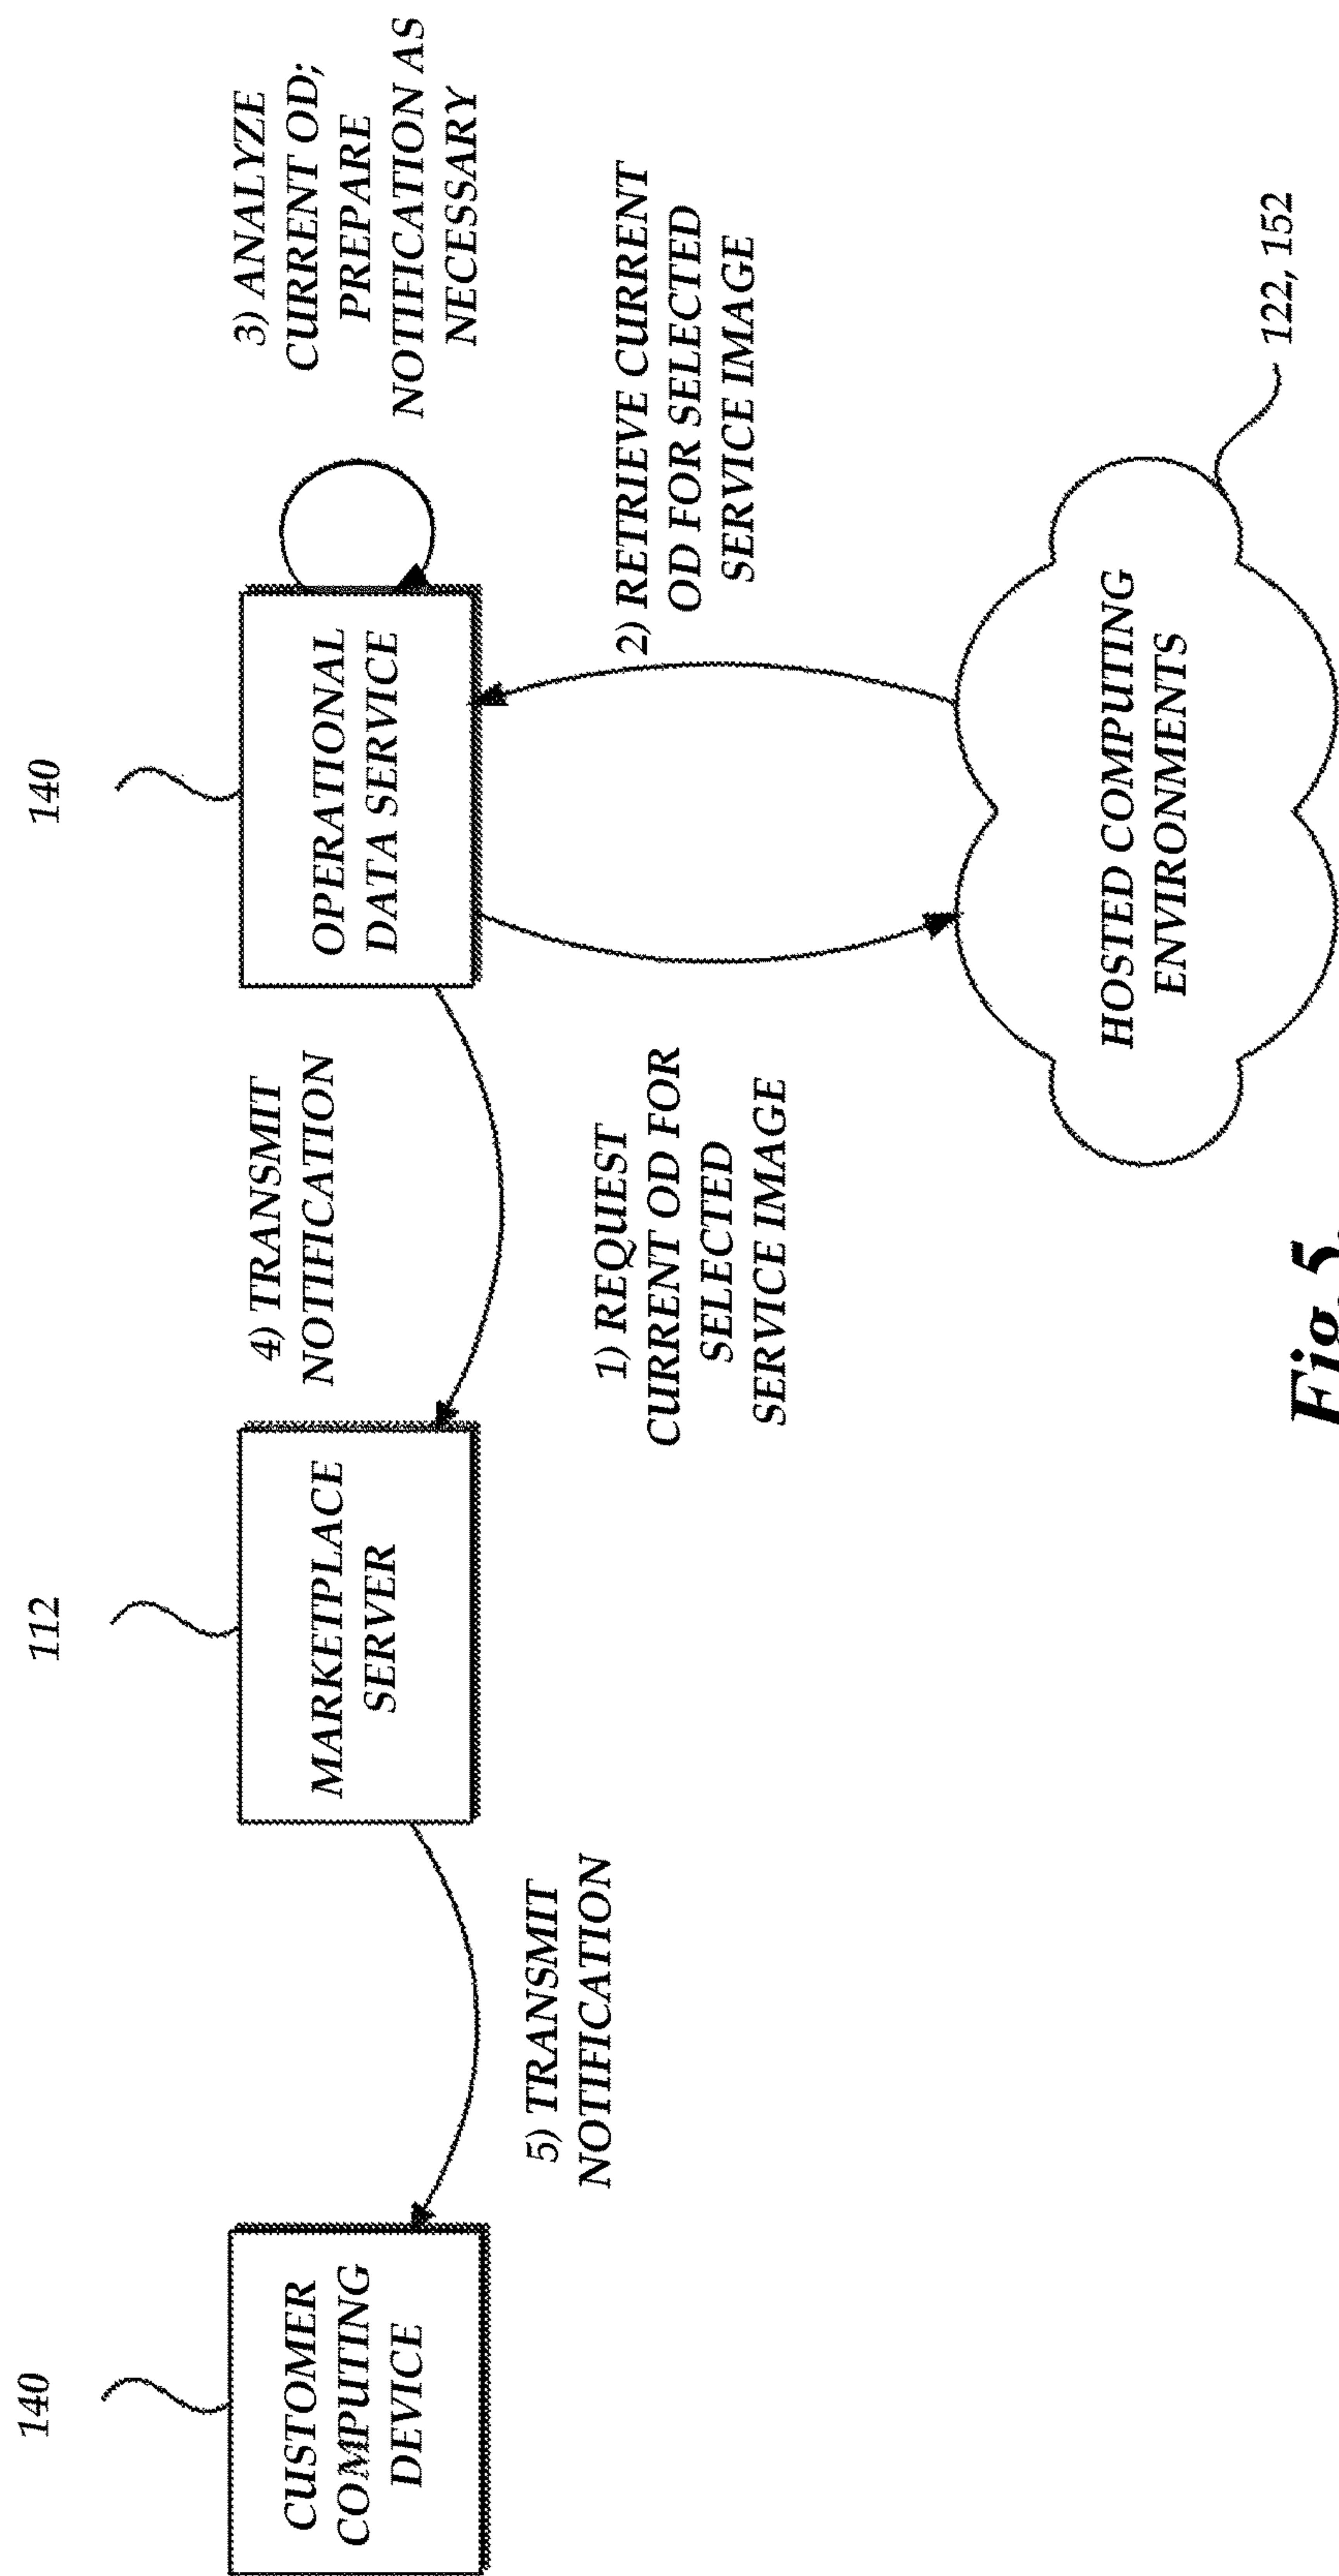 140
CUSTOMER
COMPUTING
DEVICE
5) TRANSMIT
NOTIFICATION
112
MARKETPLACE
SERVER
4) TRANSMIT
NOTIFICATION
140
OPERATIONAL
DATA SERVICE
3) ANALYZE
CURRENT OD;
PREPARE
NOTIFICATION AS
NECESSARY
1) REQUEST
CURRENT OD FOR
SELECTED
SERVICE IMAGE
2) RETRIEVE CURRENT
OD FOR SELECTED
SERVICE IMAGE
HOSTED COMPUTING
ENVIRONMENTS
122, 152
Fig. 5.